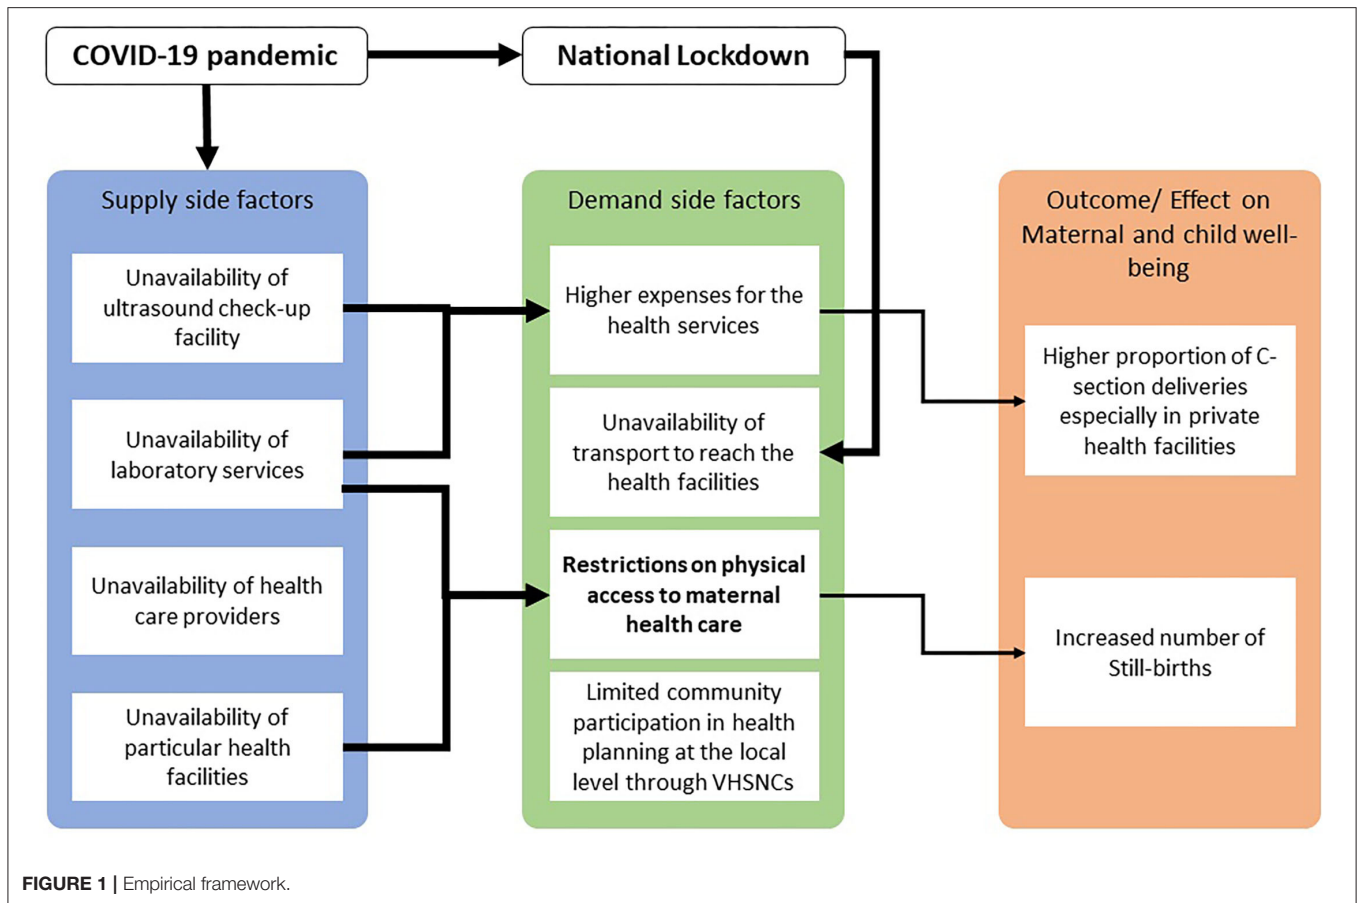 COVID-19 pandemic
National Lockdown
Supply side factors
Unavailability of
ultrasound check-up
facility
Unavailability of
laboratory services
Unavailability of health
care providers
Unavailability of
particular health
facilities
Demand side factors
Higher expenses for the
health services
Unavailability of
transport to reach the
health facilities
Restrictions on physical
access to maternal
health care
Limited community
participation in health
planning at the local
level through VHSNCs
Outcome/ Effect on
Maternal and child well-
being
Higher proportion of C-
section deliveries
especially in private
health facilities
Increased number of
Still-births
FIGURE 1 | Empirical framework.